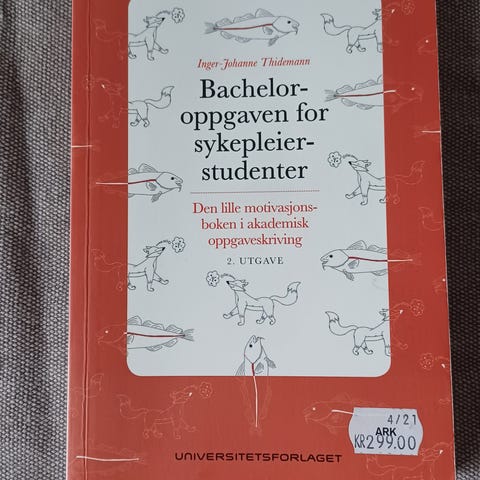 Inger-Johanne Thidemann
Bachelor-
oppgaven for
sykepleier-
studenter
Den lille motivasjons-
boken i akademisk
oppgaveskriving
2. UTGAVE
4/21
ARK
KR299.00
UNIVERSITETSFORLAGET